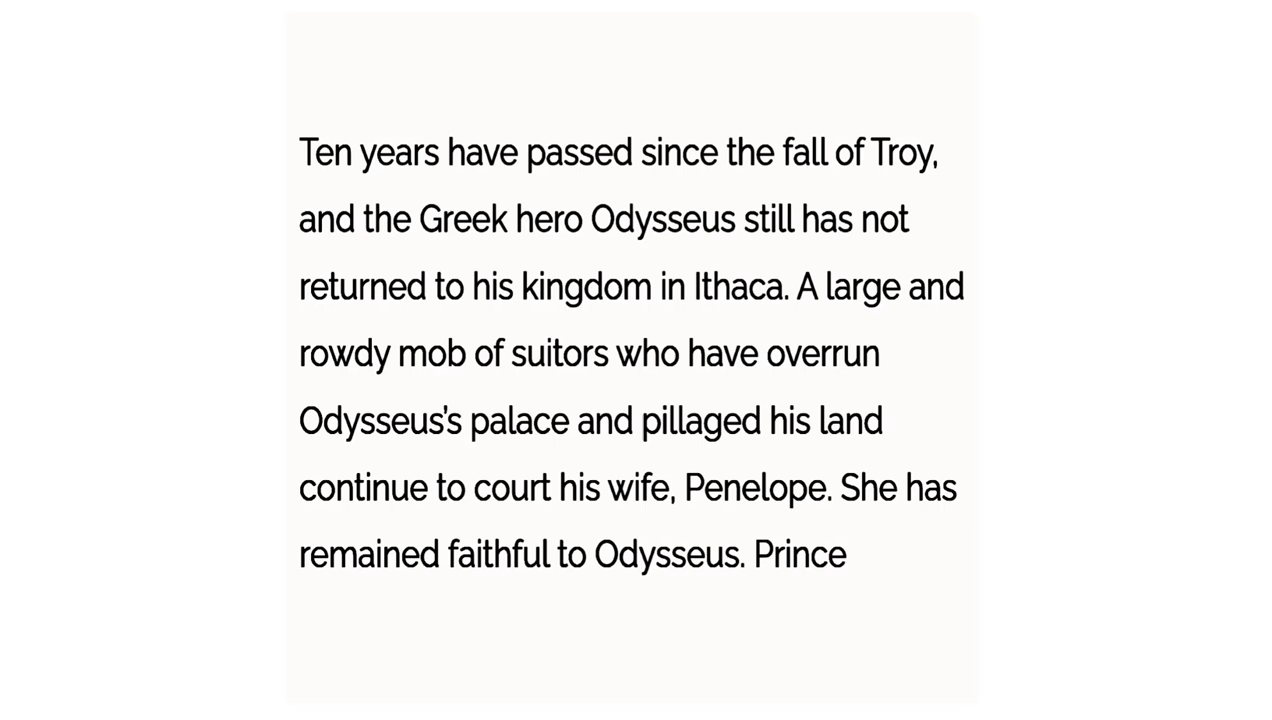 Ten years have passed since the fall of Troy,
and the Greek hero Odysseus still has not
returned to his kingdom in Ithaca. A large and
rowdy mob of suitors who have overrun
Odysseus’s palace and pillaged his land
continue to court his wife, Penelope. She has
remained faithful to Odysseus. Prince